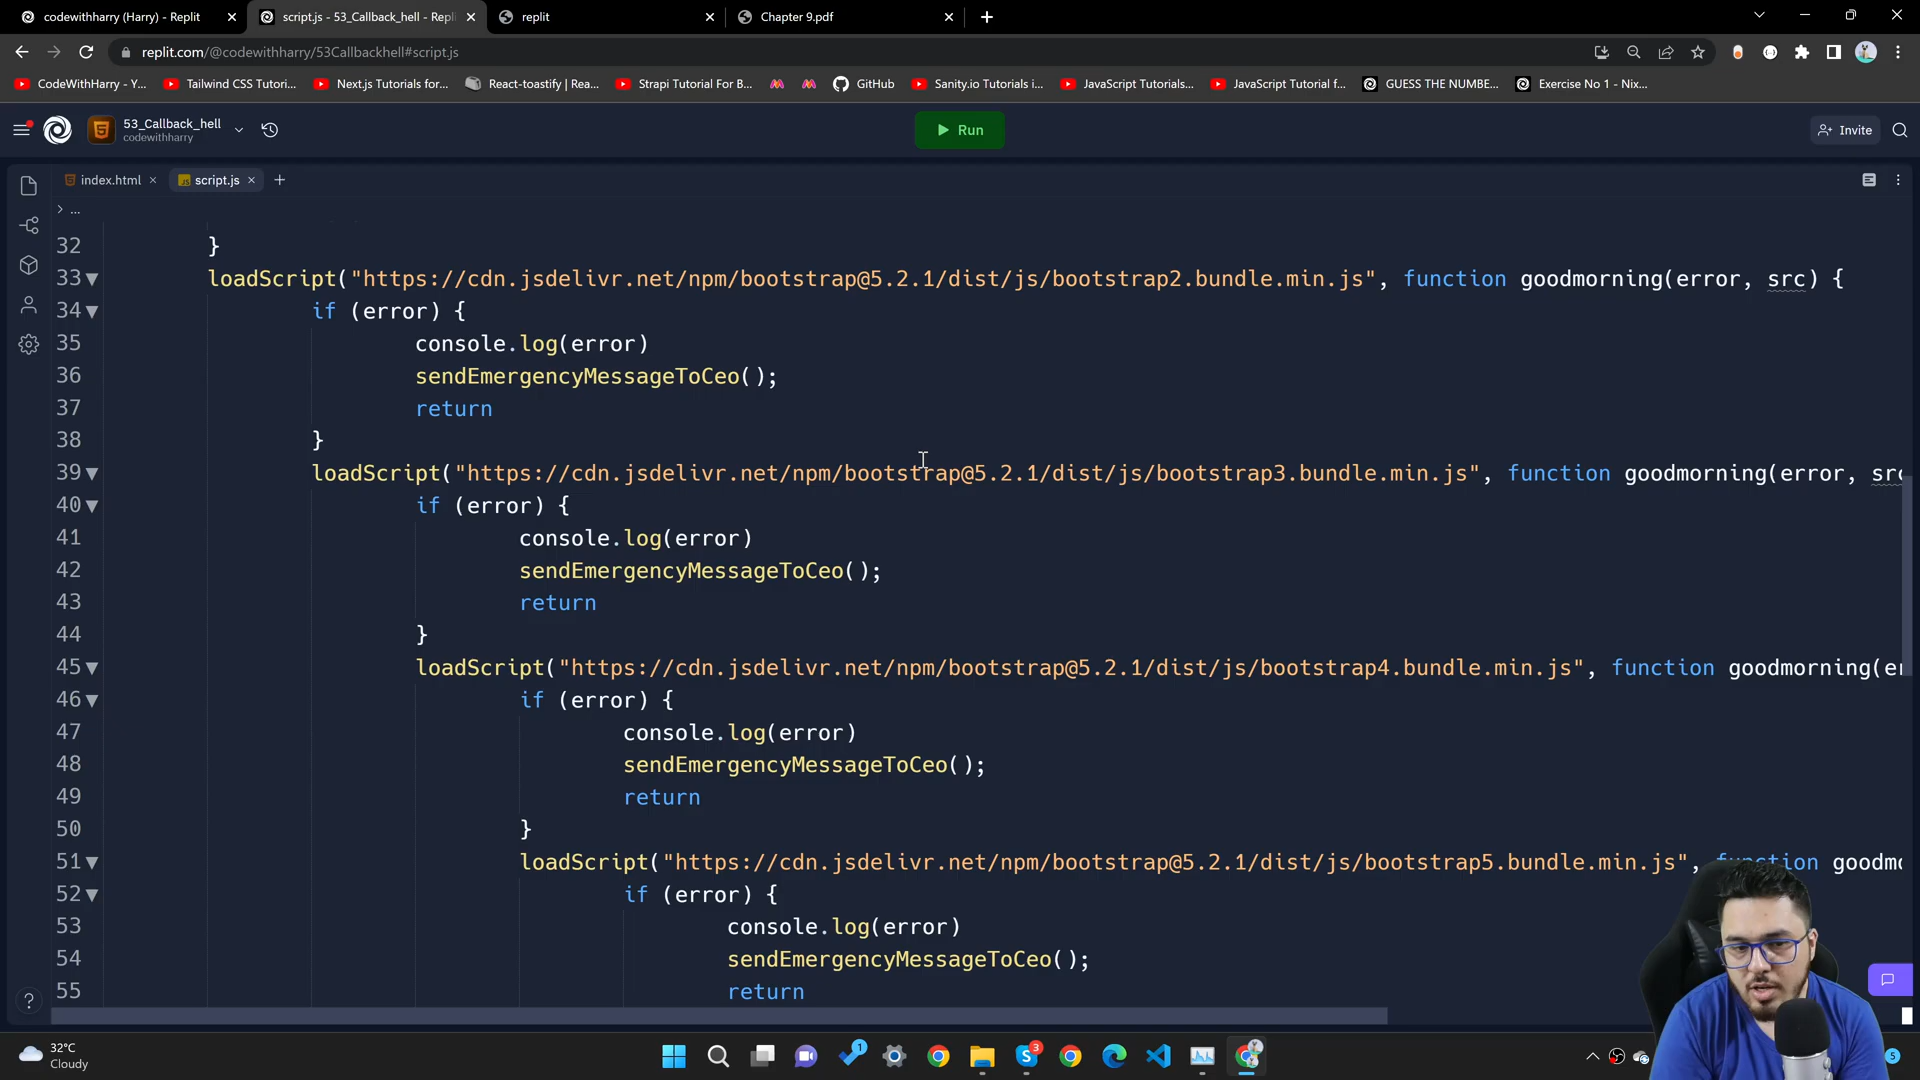 codewithharry (Harry) - Replit
script.js - 53_Callback_hell - Repli
replit
Chapter 9.pdf
replit.com/@codewithharry/53Callbackhell#script.js
CodeWithHarry - Y...
Tailwind CSS Tutori...
Next.js Tutorials for...
React-toastify | Rea...
Strapi Tutorial For B...
GitHub
Sanity.io Tutorials i...
JavaScript Tutorials...
JavaScript Tutorial f...
GUESS THE NUMBE...
Exercise No 1 - Nix...
53_Callback_hell
codewithharry
Run
Invite
index.html
script.js
...
32 }
33 loadScript("https://cdn.jsdelivr.net/npm/bootstrap@5.2.1/dist/js/bootstrap2.bundle.min.js", function goodmorning(error, src) {
34 if (error) {
35 console.log(error)
36 sendEmergencyMessageToCeo();
37 return
38 }
39 loadScript("https://cdn.jsdelivr.net/npm/bootstrap@5.2.1/dist/js/bootstrap3.bundle.min.js", function goodmorning(error, src
40 if (error) {
41 console.log(error)
42 sendEmergencyMessageToCeo();
43 return
44 }
45 loadScript("https://cdn.jsdelivr.net/npm/bootstrap@5.2.1/dist/js/bootstrap4.bundle.min.js", function goodmorning(er
46 if (error) {
47 console.log(error)
48 sendEmergencyMessageToCeo();
49 return
50 }
51 loadScript("https://cdn.jsdelivr.net/npm/bootstrap@5.2.1/dist/js/bootstrap5.bundle.min.js", function goodmo
52 if (error) {
53 console.log(error)
54 sendEmergencyMessageToCeo();
55 return
32°C
Cloudy
1
3
5